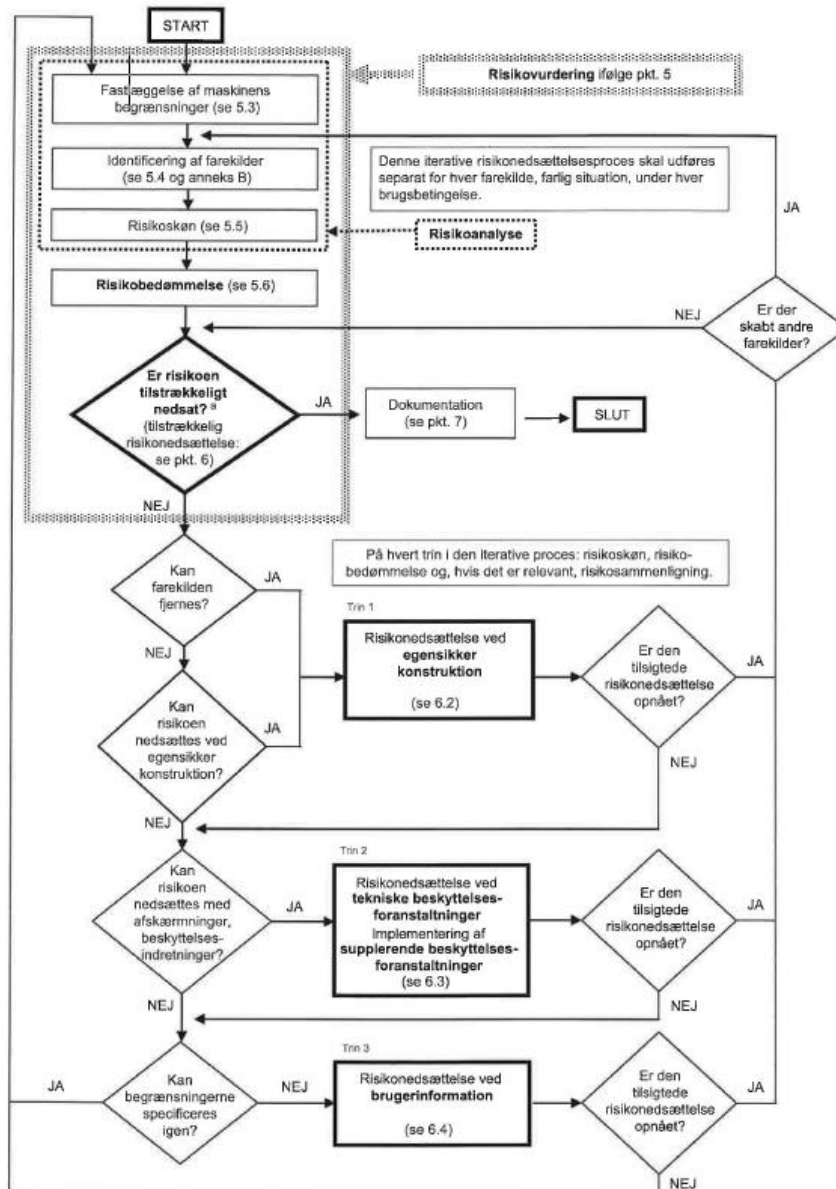 START
Risikovurdering ifølge pkt. 5
Fastlæggelse af maskinens
begrænsninger (se 5.3)
Identificering af farekilder
(se 5.4 og anneks B)
Denne iterative risikonedsættelsesproces skal udføres
separat for hver farekilde, farlig situation, under hver
brugsbetingelse.
JA
Risikoskøn (se 5.5)
Risikoanalyse
Risikobedømmelse (se 5.6)
NEJ
Er der
skabt andre
farekilder?
Er risikoen
tilstrækkeligt
nedsat? a
(tilstrækkelig
risikonedsættelse:
se pkt. 6)
JA
Dokumentation
(se pkt. 7)
SLUT
NEJ
Kan
farekilden
fjernes?
JA
På hvert trin i den iterative proces: risikoskøn, risiko-
bedømmelse og, hvis det er relevant, risikosammenligning.
NEJ
Trin 1
Risikonedsættelse ved
egensikker
konstruktion
(se 6.2)
Er den
tilsigtede
risikonedsættelse
opnået?
JA
Kan
risikoen
nedsættes ved
egensikker
konstruktion?
JA
NEJ
NEJ
Trin 2
Kan
risikoen
nedsættes med
afskærmninger,
beskyttelses-
indretninger?
JA
Risikonedsættelse ved
tekniske beskyttelses-
foranstaltninger
Implementering af
supplerende beskyttelses-
foranstaltninger
(se 6.3)
Er den
tilsigtede
risikonedsættelse
opnået?
JA
NEJ
NEJ
Trin 3
JA
Kan
begrænsningerne
specificeres
igen?
NEJ
Risikonedsættelse ved
brugerinformation
(se 6.4)
Er den
tilsigtede
risikonedsættelse
opnået?
JA
NEJ